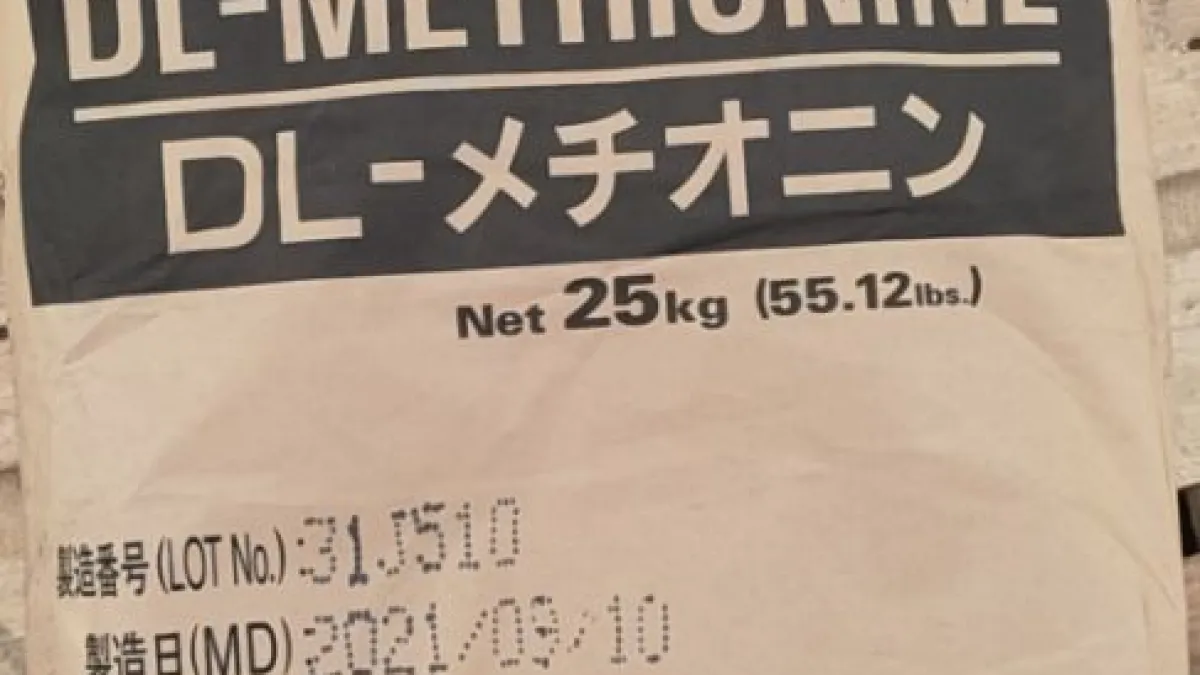 DL-METHIONINE
DL-メチオニン
Net 25kg (55.12lbs.)
製造番号(LOT No.) 31J510
製造日(MD) 2021/09/10